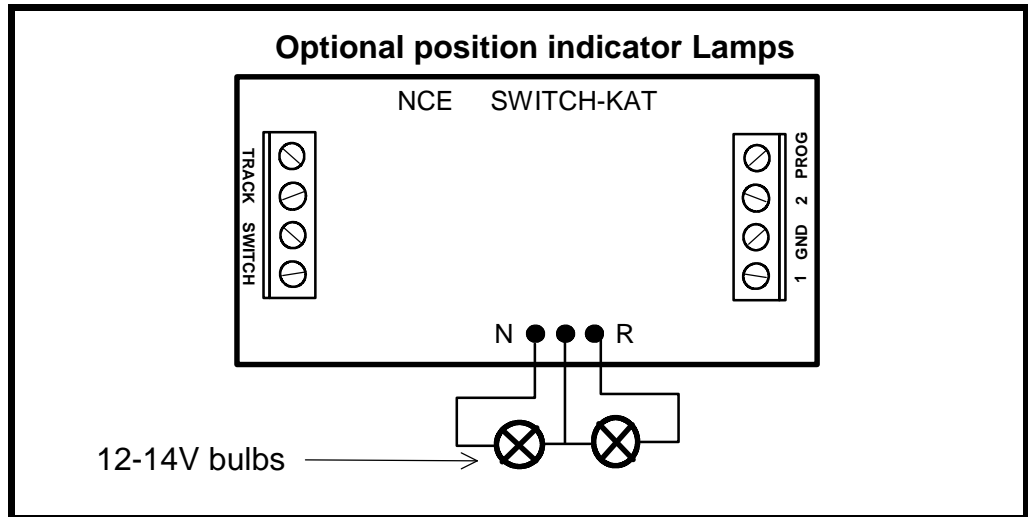 Optional position indicator Lamps
NCE SWITCH-KAT
TRACK
SWITCH
PROG
2
GND
1
N R
12-14V bulbs